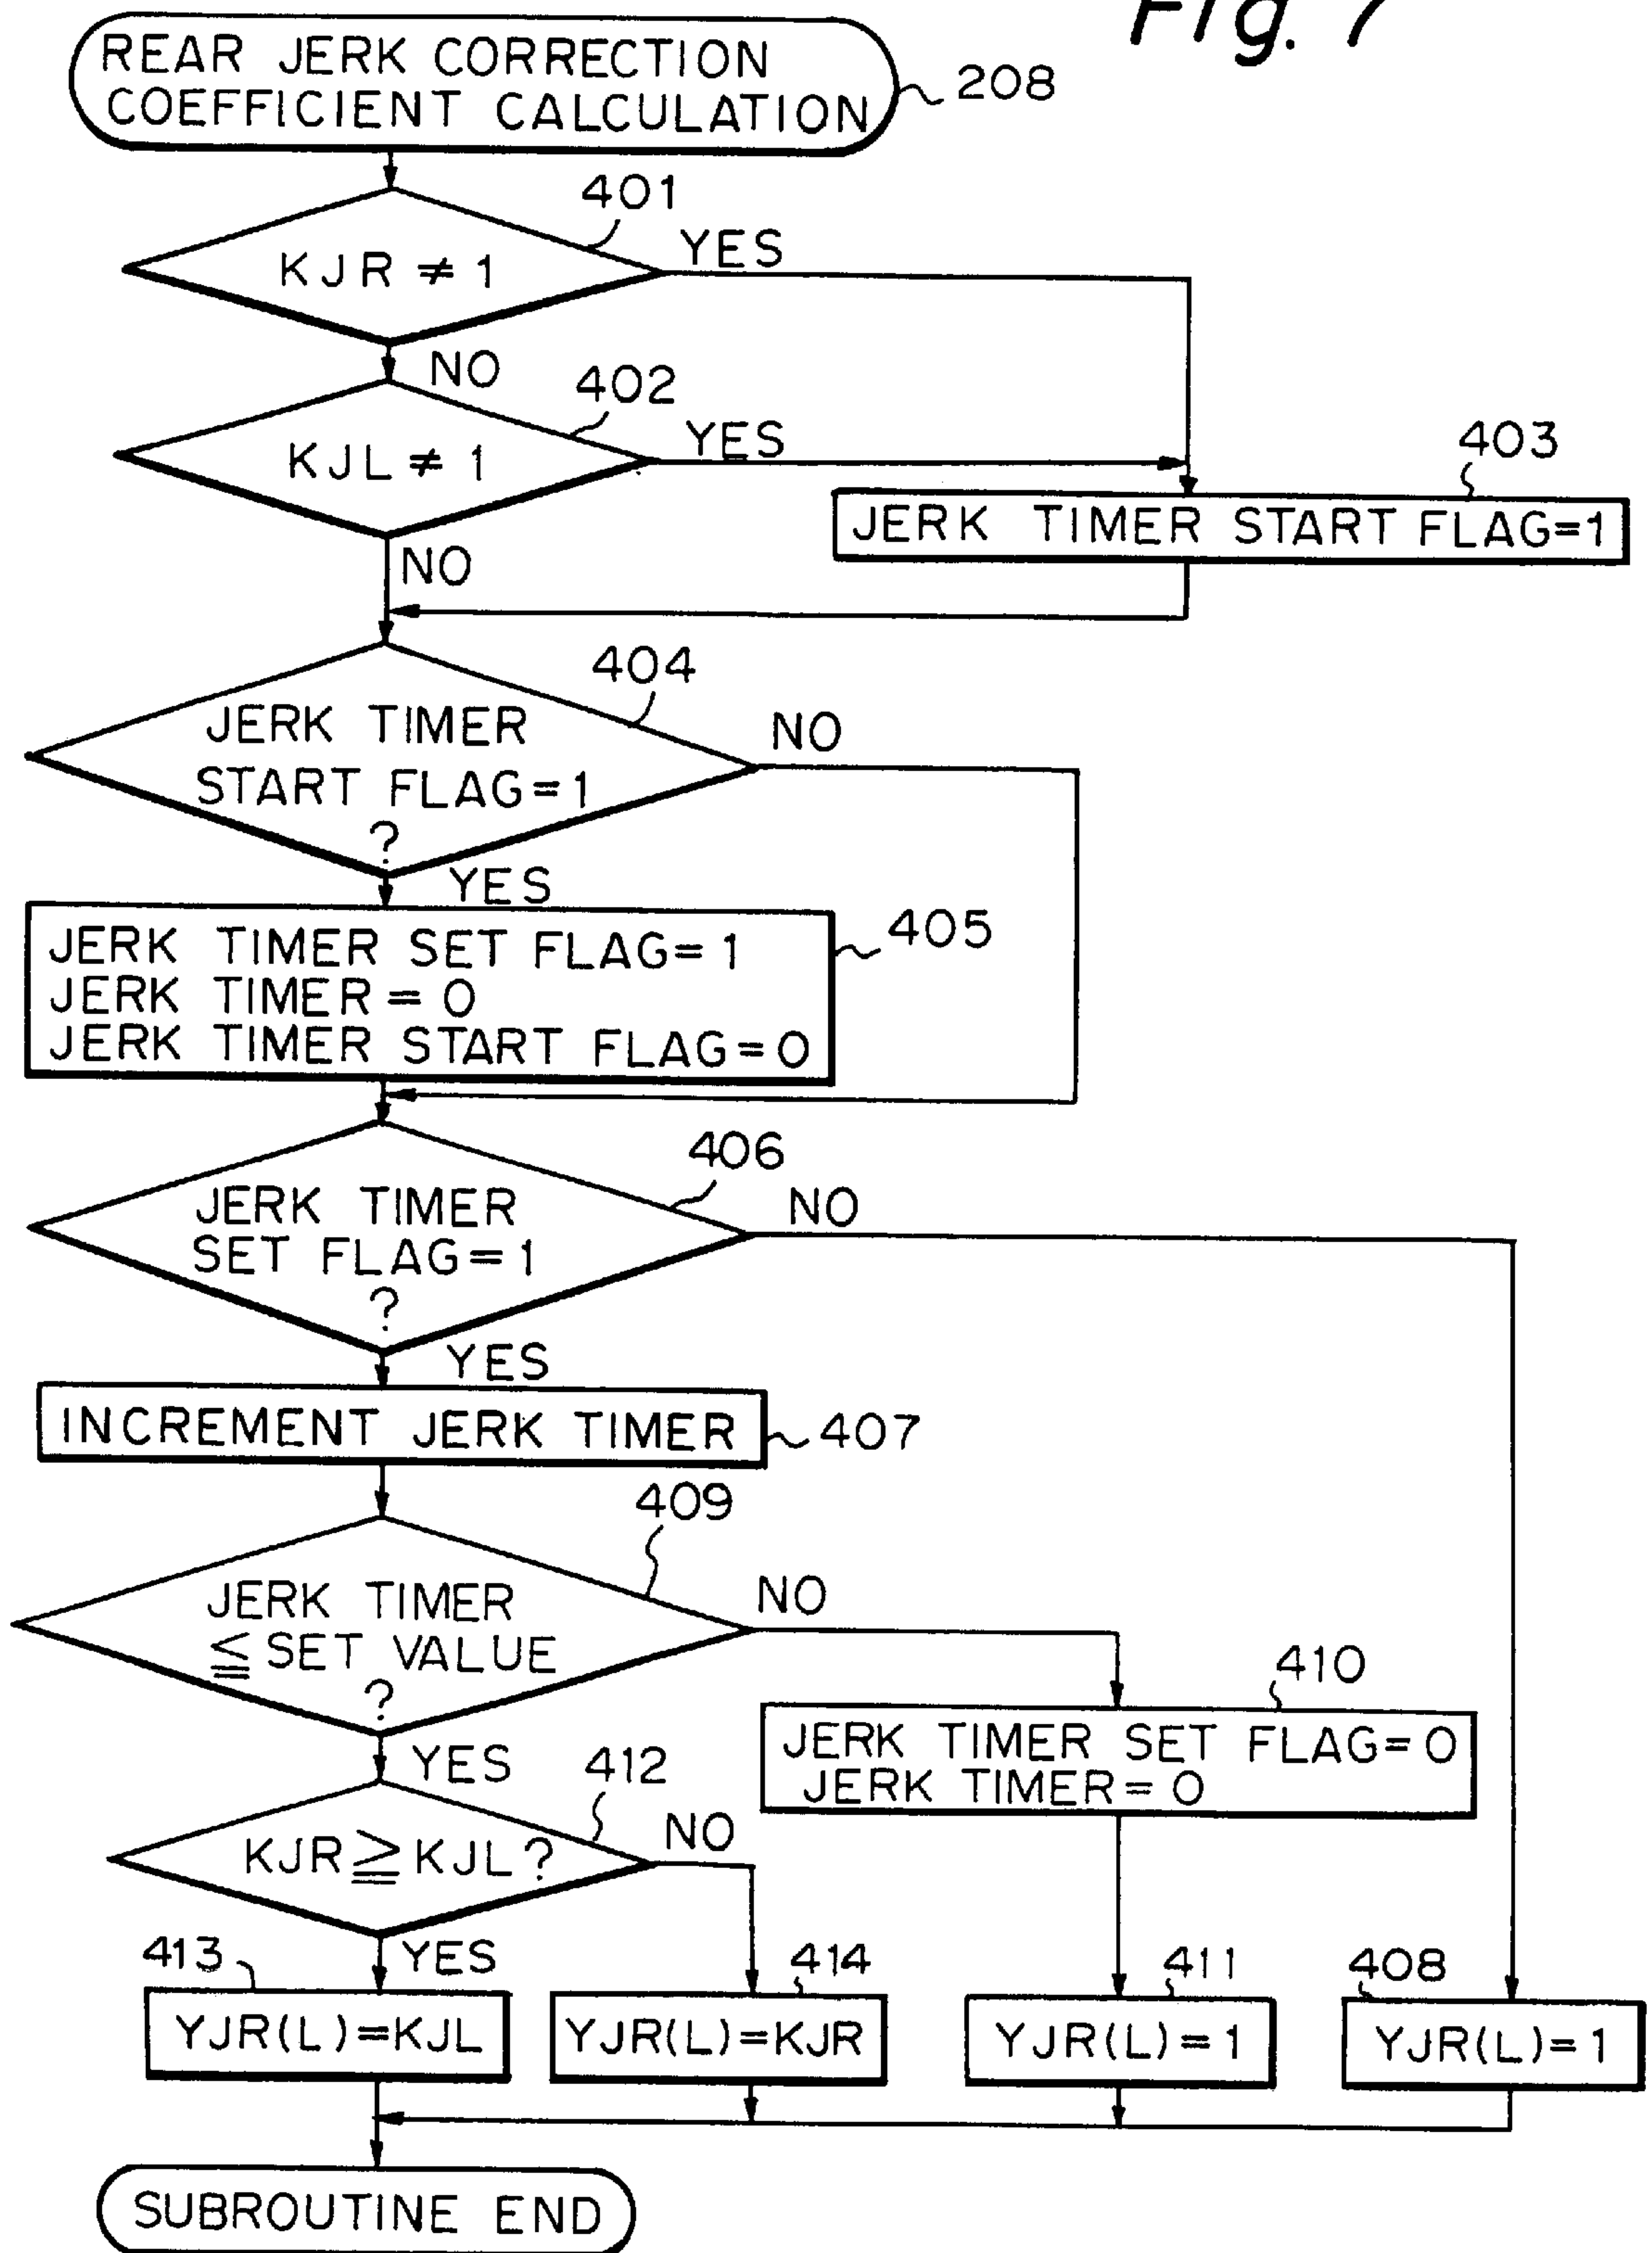 Fig. 7
REAR JERK CORRECTION
COEFFICIENT CALCULATION
208
401
KJR ≠ 1
YES
NO
402
KJL ≠ 1
YES
403
JERK TIMER START FLAG=1
NO
404
JERK TIMER
START FLAG=1
?
NO
YES
JERK TIMER SET FLAG=1
JERK TIMER=0
JERK TIMER START FLAG=0
405
406
JERK TIMER
SET FLAG=1
?
NO
YES
INCREMENT JERK TIMER
407
409
JERK TIMER
≦ SET VALUE
?
NO
410
JERK TIMER SET FLAG=0
JERK TIMER=0
YES
412
KJR≧KJL?
NO
YES
413
YJR(L)=KJL
414
YJR(L)=KJR
411
YJR(L)=1
408
YJR(L)=1
SUBROUTINE END